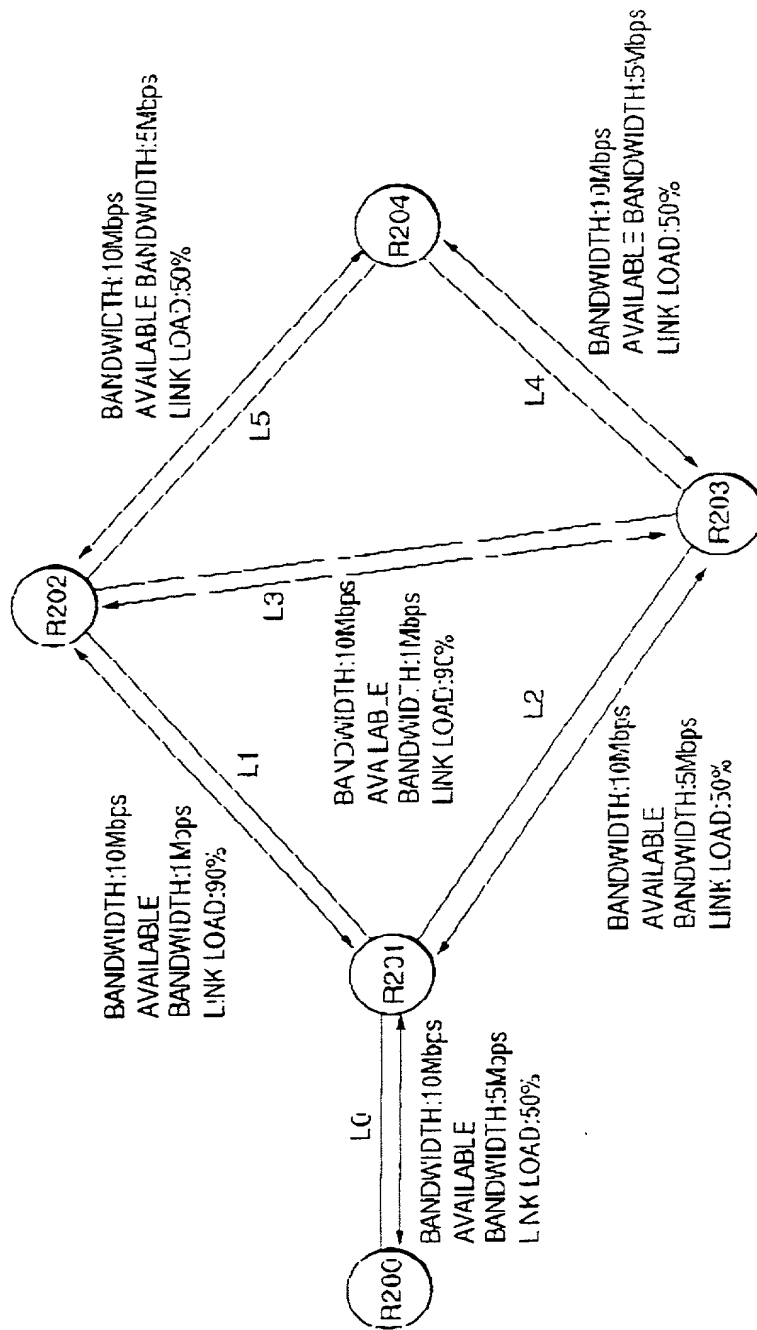 BANDWIDTH:10Mbps
AVAILABLE
BANDWIDTH:1Mbps
LINK LOAD:90%
R202
BANDWIDTH:10Mbps
AVAILABLE BANDWIDTH:5Mbps
LINK LOAD:50%
L1
L5
L3
BANDWIDTH:10Mbps
AVAILABLE
BANDWIDTH:1Mbps
LINK LOAD:90%
R200
L0
R201
R204
BANDWIDTH:10Mbps
AVAILABLE
BANDWIDTH:5Mbps
LINK LOAD:50%
L2
L4
BANDWIDTH:10Mbps
AVAILABLE
BANDWIDTH:5Mbps
LINK LOAD:50%
R203
BANDWIDTH:10Mbps
AVAILABLE BANDWIDTH:5Mbps
LINK LOAD:50%